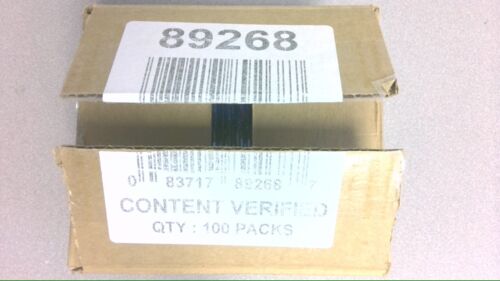 89268
0 83717 89268 7
CONTENT VERIFIED
QTY : 100 PACKS